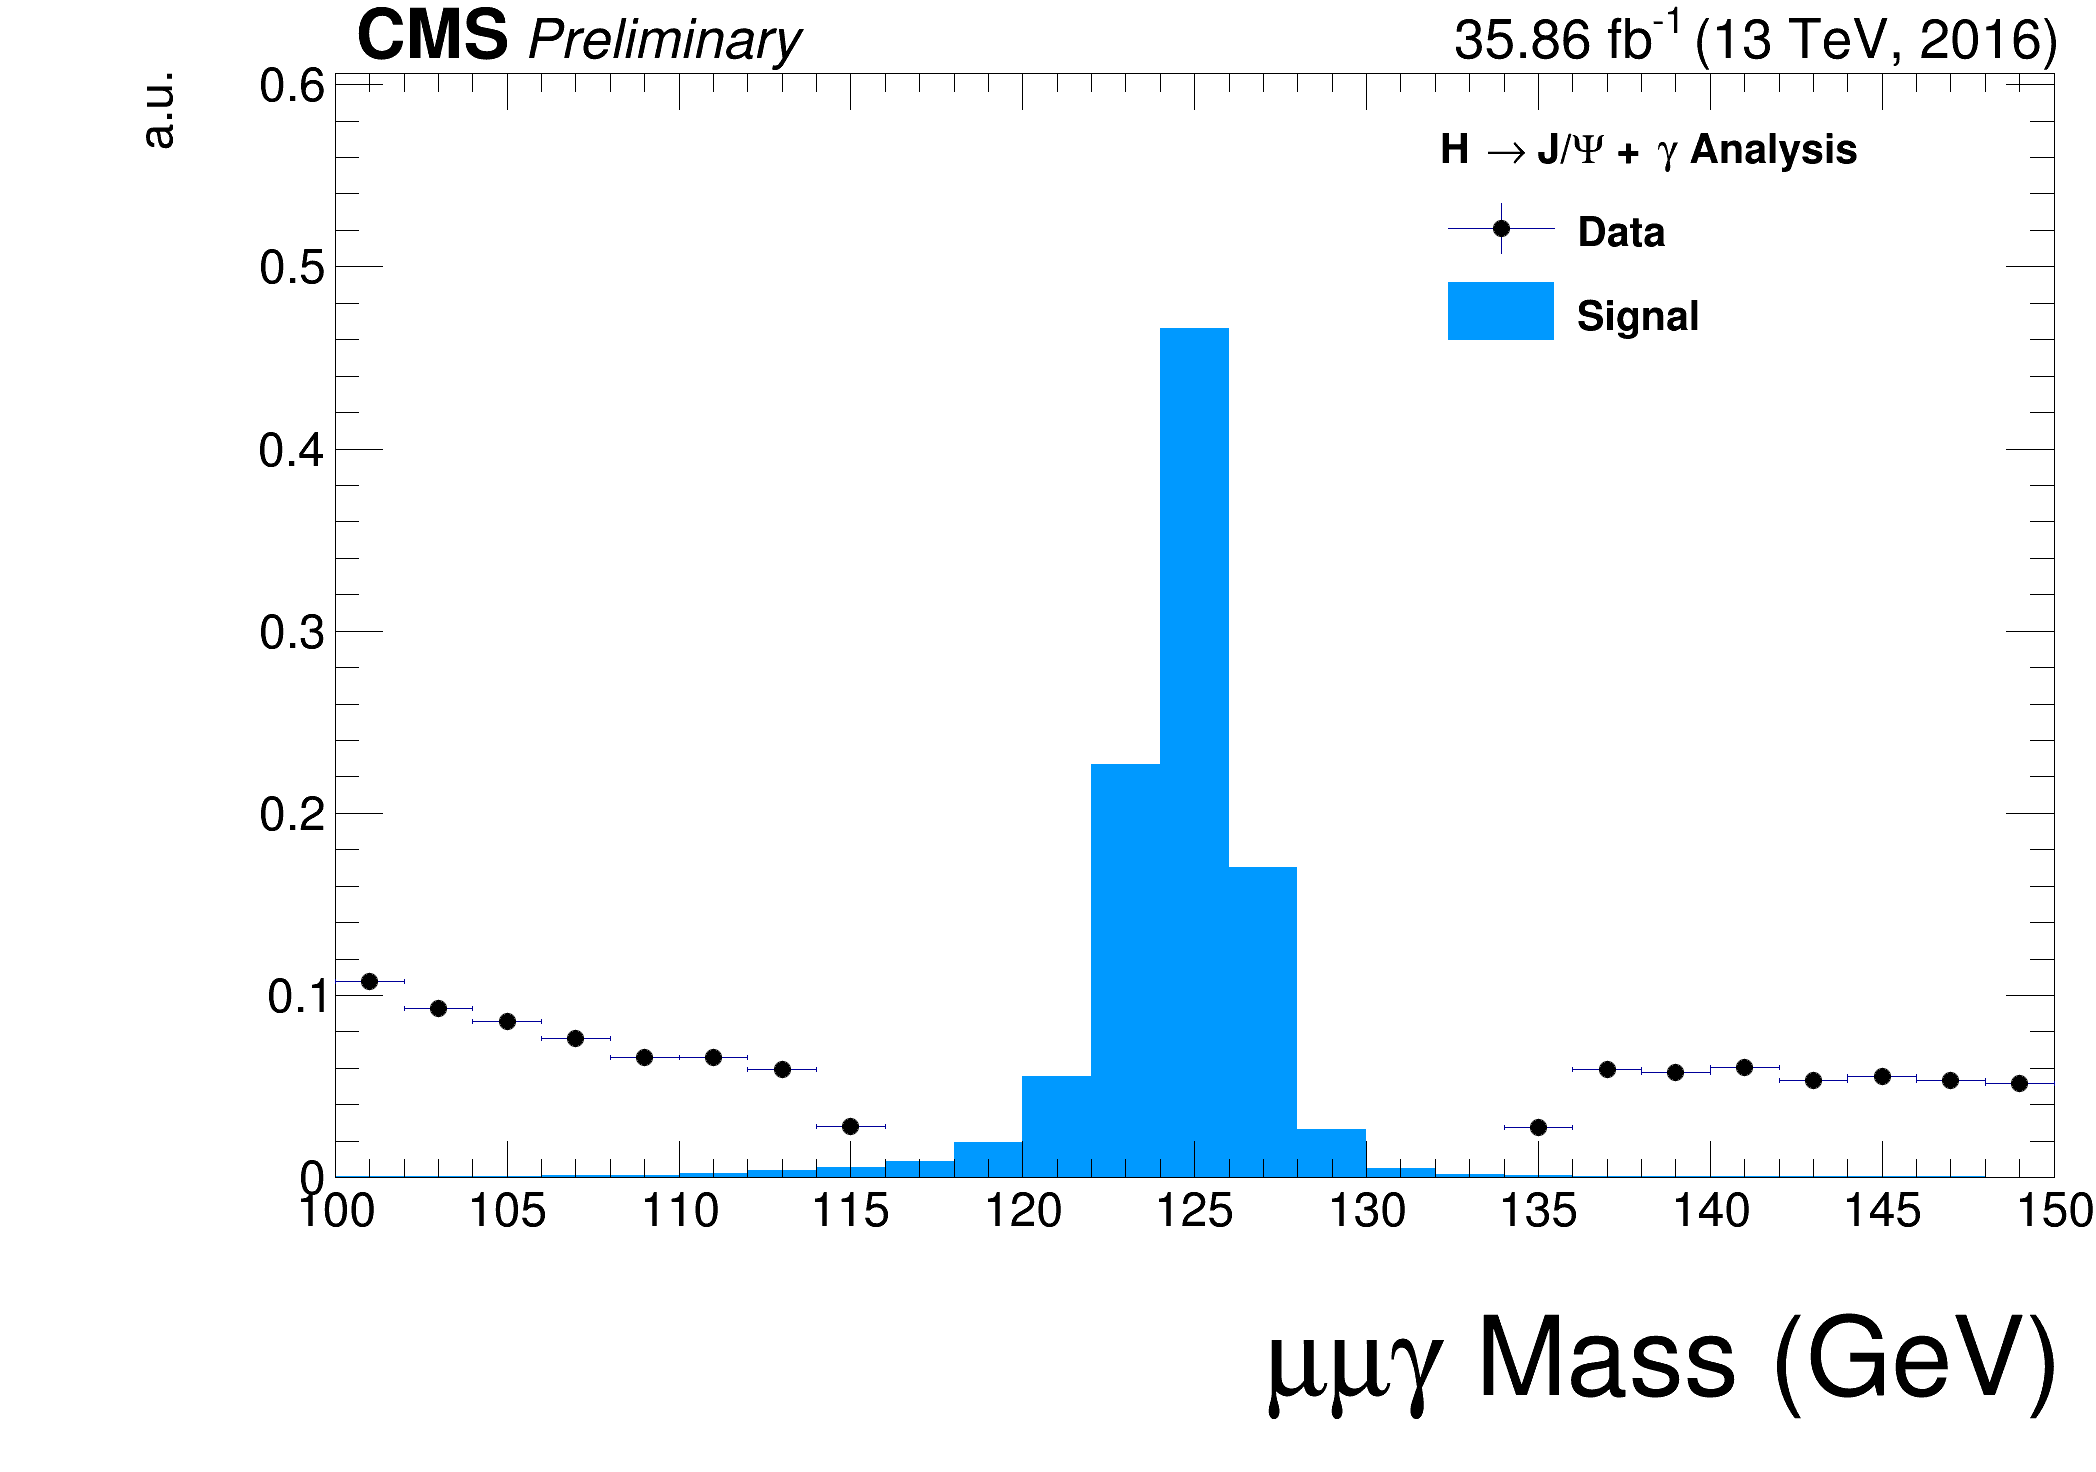 CMS Preliminary
35.86 fb-1 (13 TeV, 2016)
a.u.
H → J/Ψ + γ Analysis
Data
Signal
0.6
0.5
0.4
0.3
0.2
0.1
0
100 105 110 115 120 125 130 135 140 145 150
μμγ Mass (GeV)